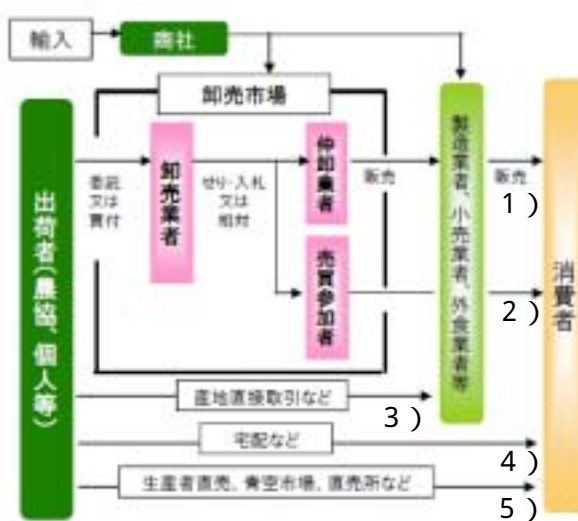 輸入
商社
卸売市場
出荷者(農協、個人等)
委託
又は
買付
卸売業者
せり・入札
又は
相対
仲卸業者
売買参加者
販売
製造業者、小売業者、外食業者等
販売
1)
2)
消費者
産地直接取引など
3)
宅配など
4)
生産者直売、青空市場、直売所など
5)